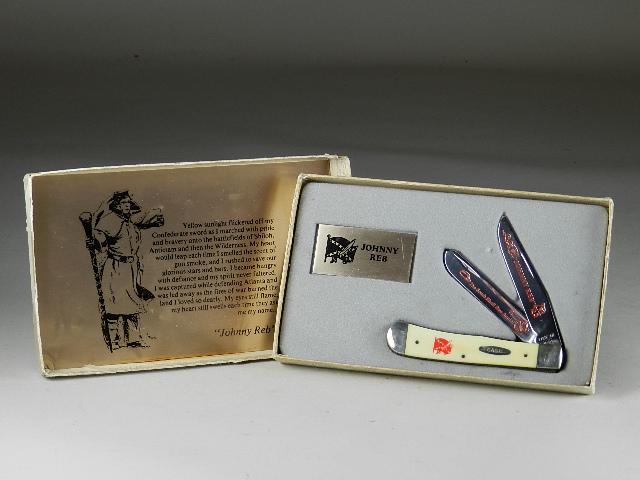 Yellow sunlight flickered off my
Confederate sword as I marched with pride
and bravery onto the battlefields of Shiloh,
Antietam and then the Wilderness. My heart
would leap each time I smelled the scent of
gun smoke, and I rushed to save our
glorious stars and bars. I became hungry
with defiance and my spirit never faltered.
I was captured while defending Atlanta and
was led away as the fires of war burned the
land I loved so dearly. My eyes still flame,
my heart still swells each time they
me my name,
"Johnny Reb"
JOHNNY
REB
CASE